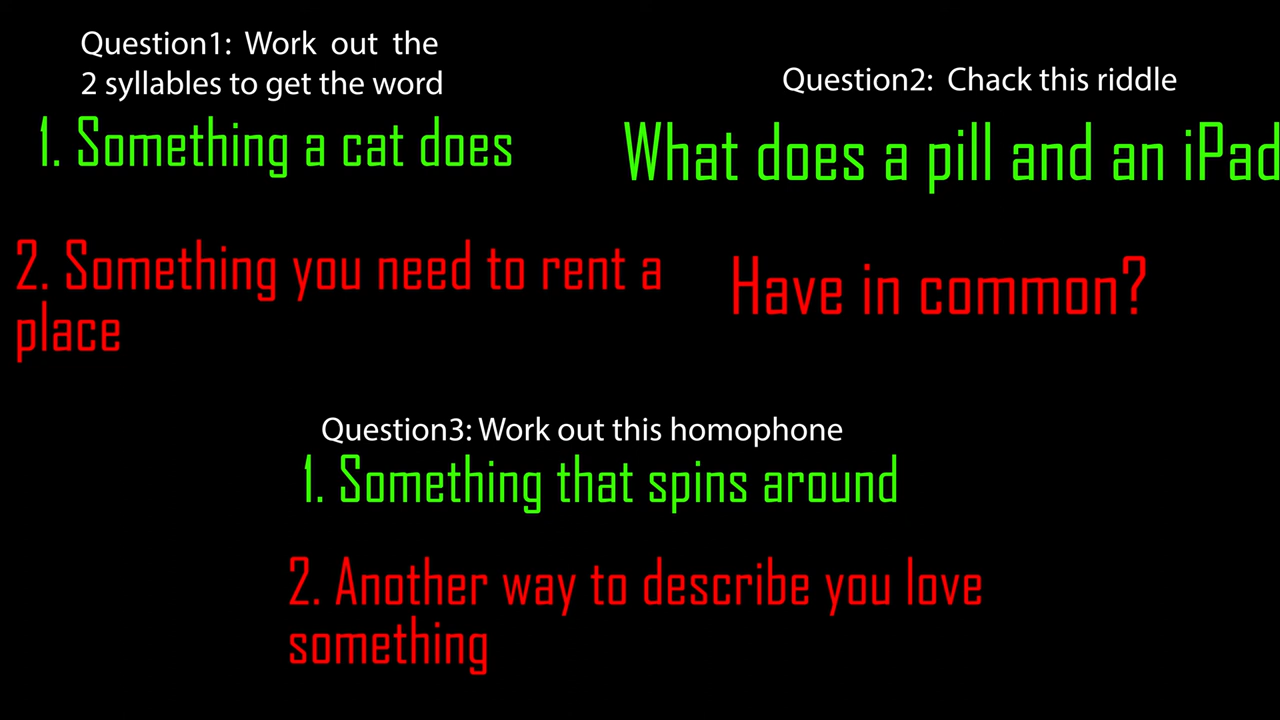 Question1: Work out the
2 syllables to get the word
1. Something a cat does
2. Something you need to rent a
place
Question2: Chack this riddle
What does a pill and an iPad
Have in common?
Question3: Work out this homophone
1. Something that spins around
2. Another way to describe you love
something